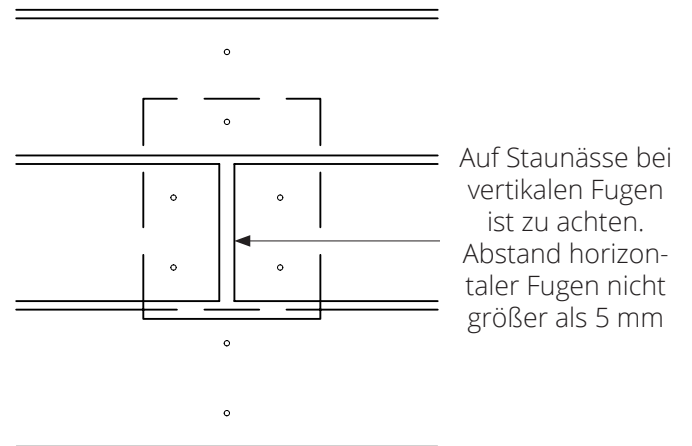 Auf Staunässe bei
vertikalen Fugen
ist zu achten.
Abstand horizon-
taler Fugen nicht
größer als 5 mm